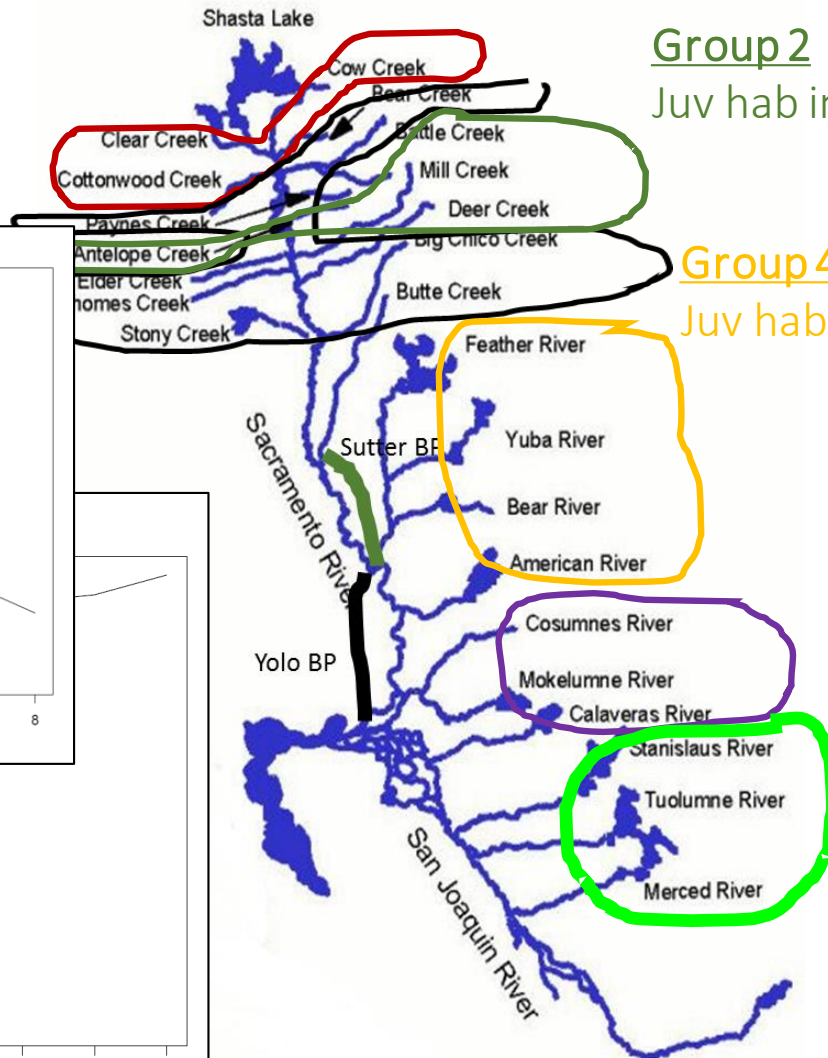 Shasta Lake
Group 2
Juv hab in
Cow Creek
Bear Creek
Clear Creek
Battle Creek
Cottonwood Creek
Mill Creek
Paynes Creek
Deer Creek
Antelope Creek
Big Chico Creek
Elder Creek
homes Creek
Butte Creek
Stony Creek
Group 4
Juv hab
Feather River
Sutter BP
Yuba River
Sacramento River
Bear River
American River
Cosumnes River
Yolo BP
Mokelumne River
Calaveras River
8
Stanislaus River
Tuolumne River
San Joaquin River
Merced River